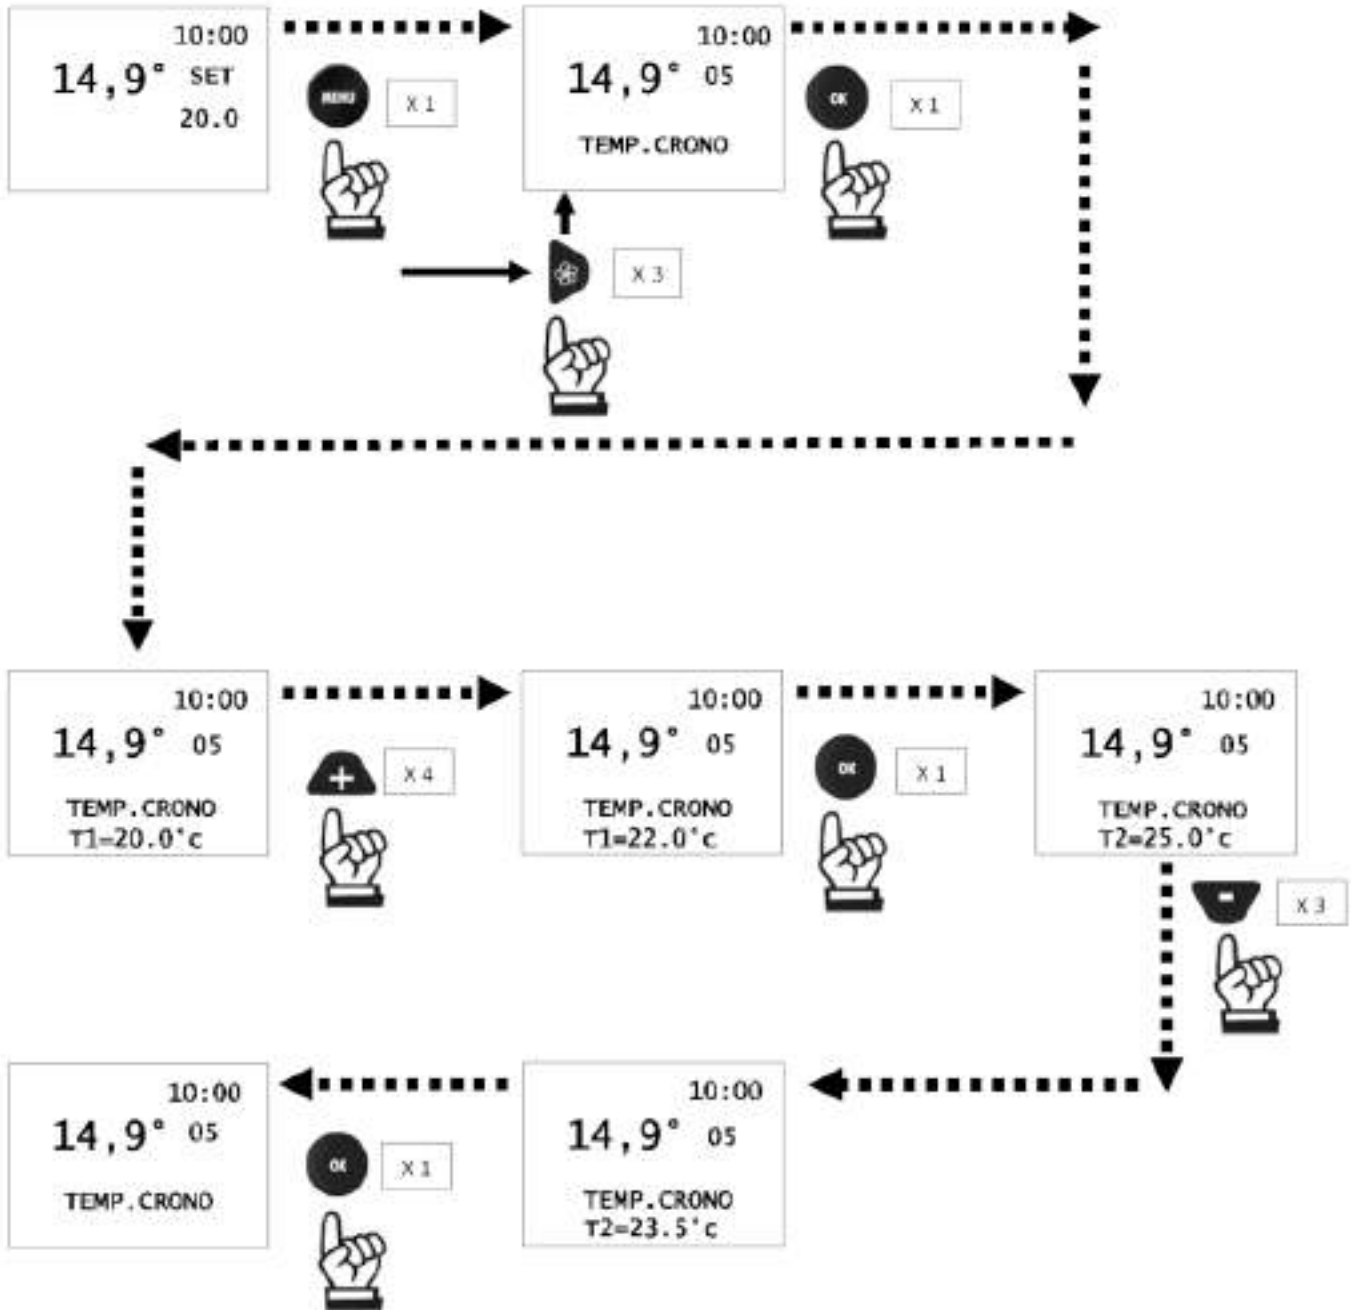 10:00
14,9° SET
20.0
MENU
X 1
10:00
14,9° 05
TEMP.CRONO
OK
X 1
X 3
10:00
14,9° 05
TEMP.CRONO
T1=20.0°c
+
X 4
10:00
14,9° 05
TEMP.CRONO
T1=22.0°c
OK
X 1
10:00
14,9° 05
TEMP.CRONO
T2=25.0°c
-
X 3
10:00
14,9° 05
TEMP.CRONO
OK
X 1
10:00
14,9° 05
TEMP.CRONO
T2=23.5°c